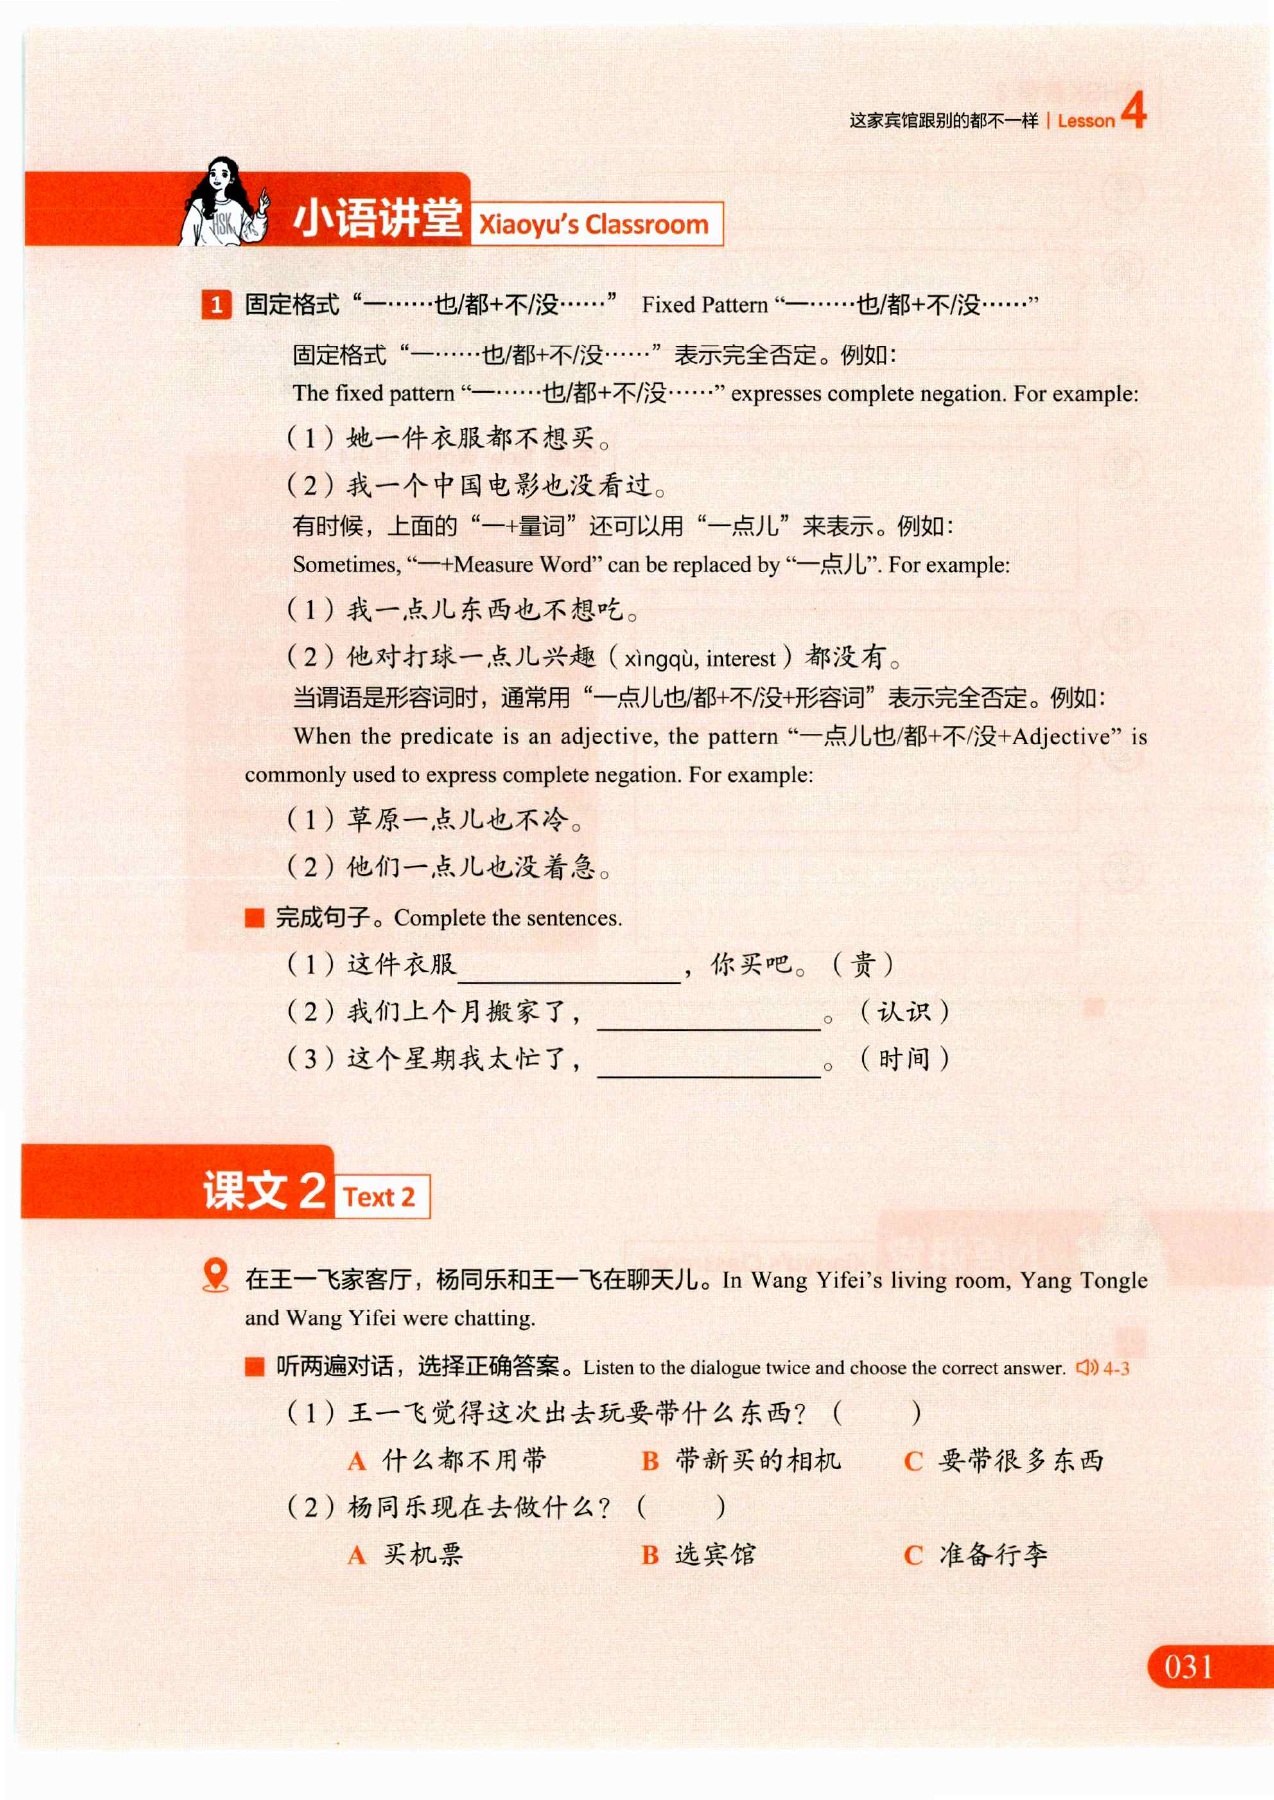 这家宾馆跟别的都不一样 | Lesson 4
HSK
小语讲堂 Xiaoyu's Classroom
1 固定格式“一……也/都+不/没……” Fixed Pattern “一……也/都+不/没……”
固定格式“一……也/都+不/没……”表示完全否定。例如：
The fixed pattern “一……也/都+不/没……” expresses complete negation. For example:
（1）她一件衣服都不想买。
（2）我一个中国电影也没看过。
有时候，上面的“一+量词”还可以用“一点儿”来表示。例如：
Sometimes, “一+Measure Word” can be replaced by “一点儿”. For example:
（1）我一点儿东西也不想吃。
（2）他对打球一点儿兴趣（xìngqù, interest）都没有。
当谓语是形容词时，通常用“一点儿也/都+不/没+形容词”表示完全否定。例如：
When the predicate is an adjective, the pattern “一点儿也/都+不/没+Adjective” is
commonly used to express complete negation. For example:
（1）草原一点儿也不冷。
（2）他们一点儿也没着急。
完成句子。Complete the sentences.
（1）这件衣服____________，你买吧。（贵）
（2）我们上个月搬家了，____________。（认识）
（3）这个星期我太忙了，____________。（时间）
课文 2 Text 2
在王一飞家客厅，杨同乐和王一飞在聊天儿。In Wang Yifei's living room, Yang Tongle
and Wang Yifei were chatting.
听两遍对话，选择正确答案。Listen to the dialogue twice and choose the correct answer. 4-3
（1）王一飞觉得这次出去玩要带什么东西？（ ）
A 什么都不用带 B 带新买的相机 C 要带很多东西
（2）杨同乐现在去做什么？（ ）
A 买机票 B 选宾馆 C 准备行李
031